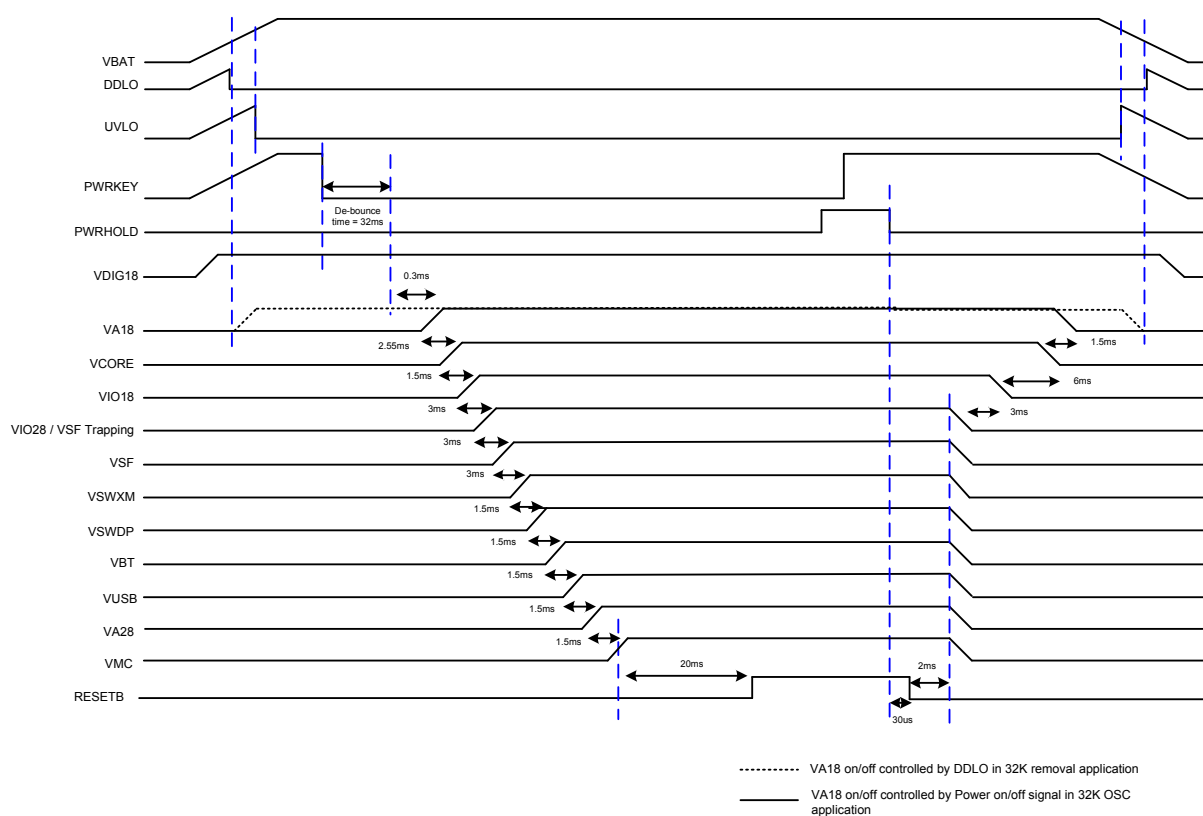 VBAT
DDLO
UVLO
PWRKEY
De-bounce
time = 32ms
PWRHOLD
VDIG18
0.3ms
VA18
2.55ms
1.5ms
VCORE
1.5ms
6ms
VIO18
3ms
3ms
VIO28 / VSF Trapping
3ms
VSF
3ms
VSWXM
1.5ms
VSWDP
1.5ms
VBT
1.5ms
VUSB
1.5ms
VA28
1.5ms
VMC
20ms
2ms
RESETB
30us
VA18 on/off controlled by DDLO in 32K removal application
VA18 on/off controlled by Power on/off signal in 32K OSC
application